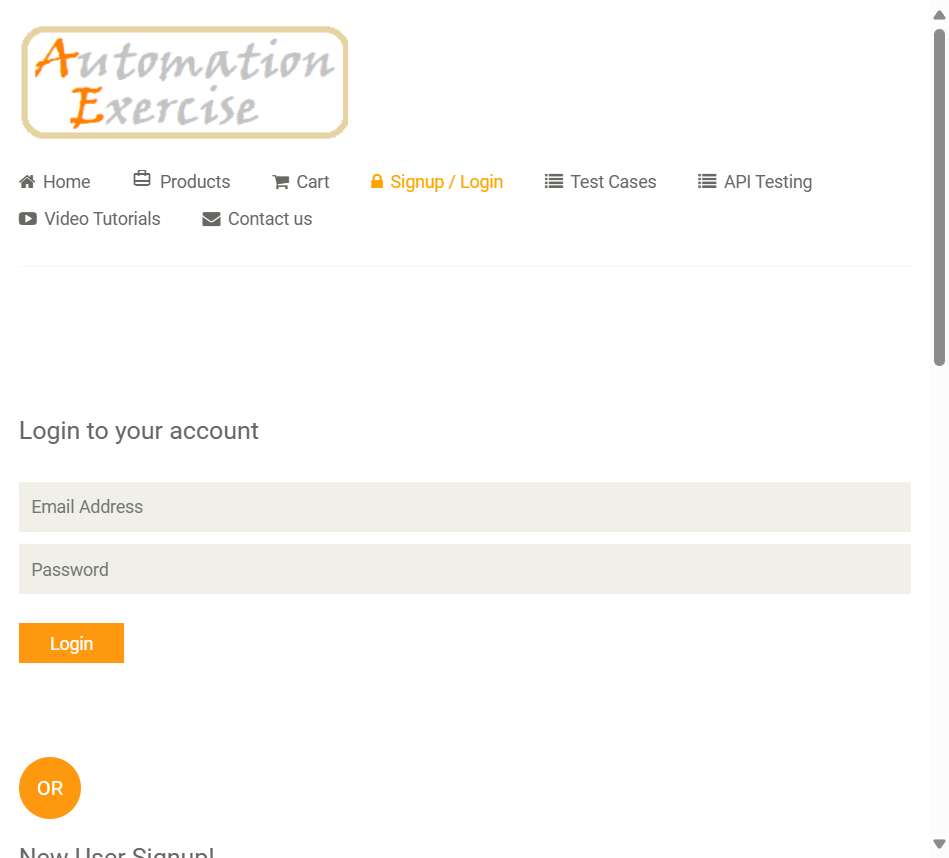 Automation
Exercise
Home Products Cart Signup / Login Test Cases API Testing
Video Tutorials Contact us
Login to your account
Email Address
Password
Login
OR
New User Signup!